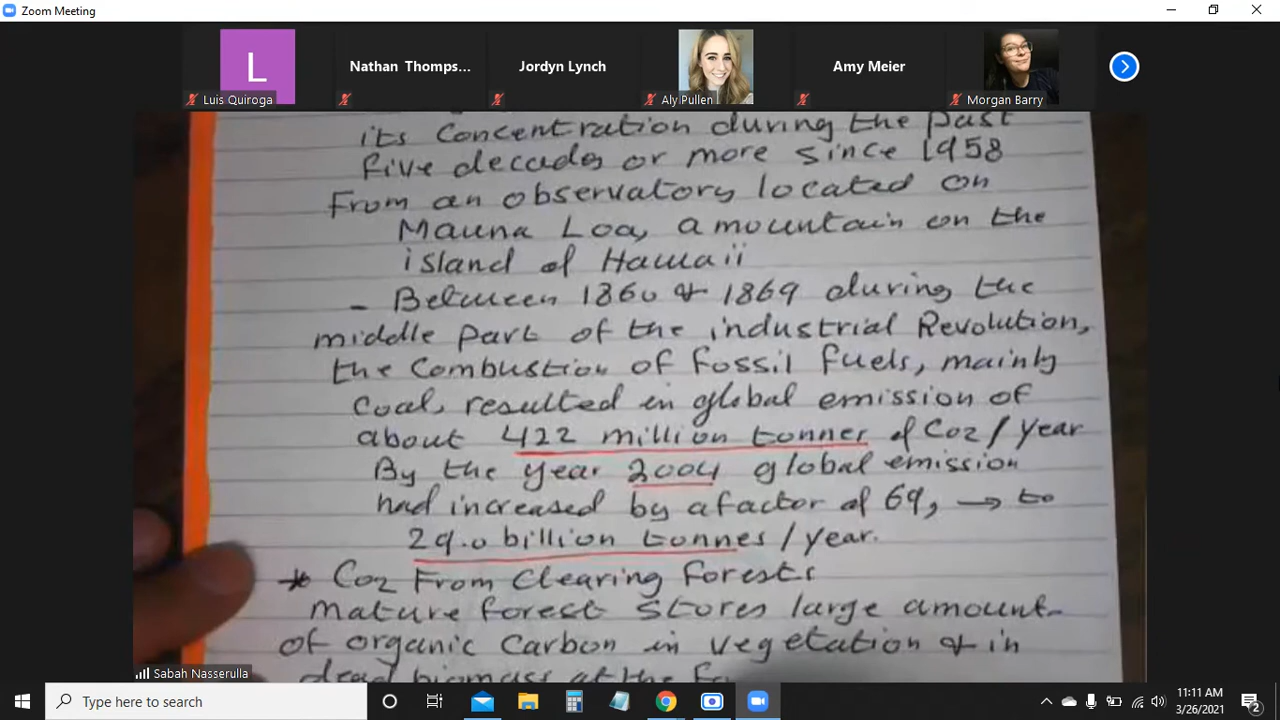 Zoom Meeting
L
Luis Quiroga
Nathan Thomps...
Jordyn Lynch
Aly Pullen
Amy Meier
Morgan Barry
its concentration during the past
five decades or more since 1958
From an observatory located on
Mauna Loa, a mountain on the
island of Hawaii
- Between 1860 & 1869 during the
middle part of the industrial Revolution,
the Combustion of Fossil fuels, mainly
coal, resulted in global emission of
about 422 million tonner of CO2 / year
By the year 2004 global emission
had increased by a factor of 69, → to
29.0 billion tonnes / year.
* CO2 From Clearing forests
Mature forest stores large amount
of organic carbon in vegetation & in
dead biomass at the
Sabah Nasserulla
Type here to search
11:11 AM
3/26/2021
2